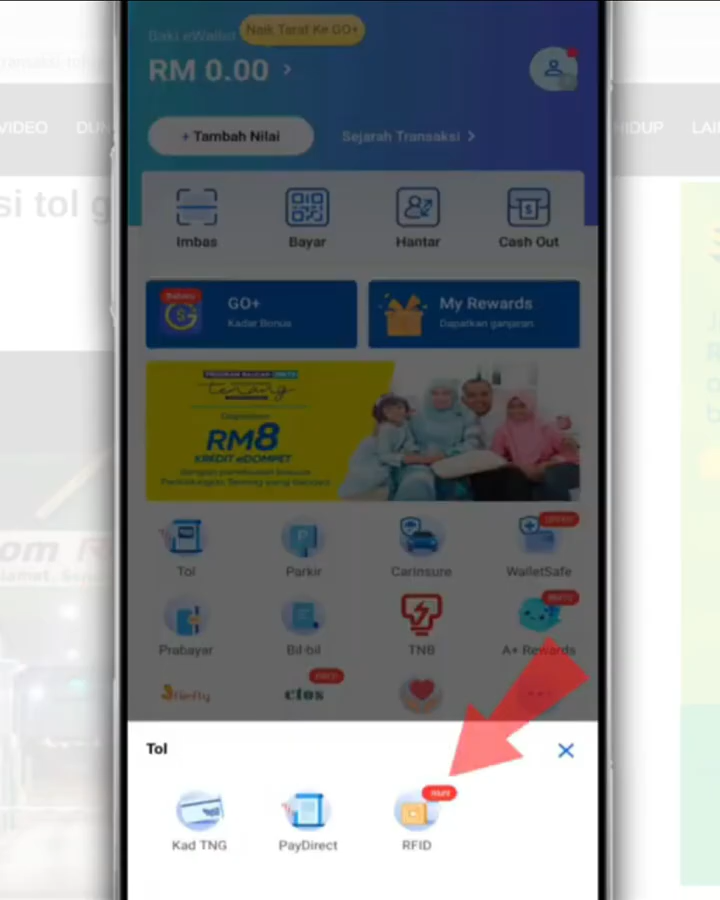 Baki eWallet
Naik Taraf Ke GO+
RM 0.00
+ Tambah Nilai
Sejarah Transaksi
VIDEO
DUN
HIDUP
LAI
si tol g
Imbas
Bayar
Hantar
Cash Out
GO+
Kadar Bonus
My Rewards
Dapatkan ganjaran
tenang
RM8
KREDIT eDOMPET
Tol
Parkir
CarInsure
WalletSafe
Prabayar
Bil-bil
TNB
A+ Rewards
firefly
ctos
om
Tol
Kad TNG
PayDirect
RFID